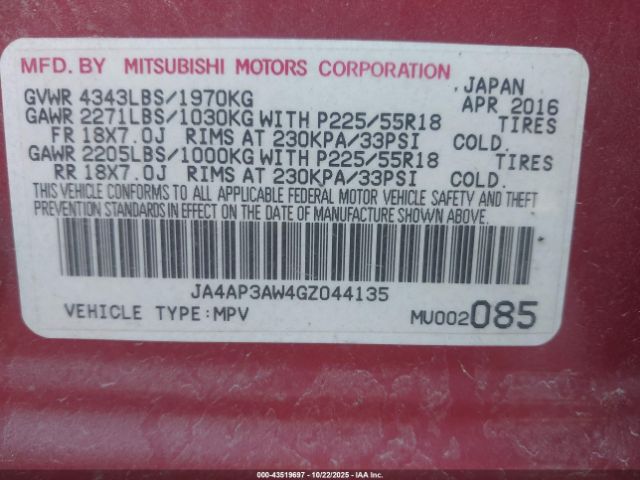 MFD. BY MITSUBISHI MOTORS CORPORATION
JAPAN
GVWR 4343LBS/1970KG APR 2016
GAWR 2271LBS/1030KG WITH P225/55R18 TIRES
FR 18X7.0J RIMS AT 230KPA/33PSI COLD.
GAWR 2205LBS/1000KG WITH P225/55R18 TIRES
RR 18X7.0J RIMS AT 230KPA/33PSI COLD.
THIS VEHICLE CONFORMS TO ALL APPLICABLE FEDERAL MOTOR VEHICLE SAFETY AND THEFT
PREVENTION STANDARDS IN EFFECT ON THE DATE OF MANUFACTURE SHOWN ABOVE.
JA4AP3AW4GZ044135
VEHICLE TYPE:MPV MU002085
000-43519697 - 10/22/2025 - IAAI.com